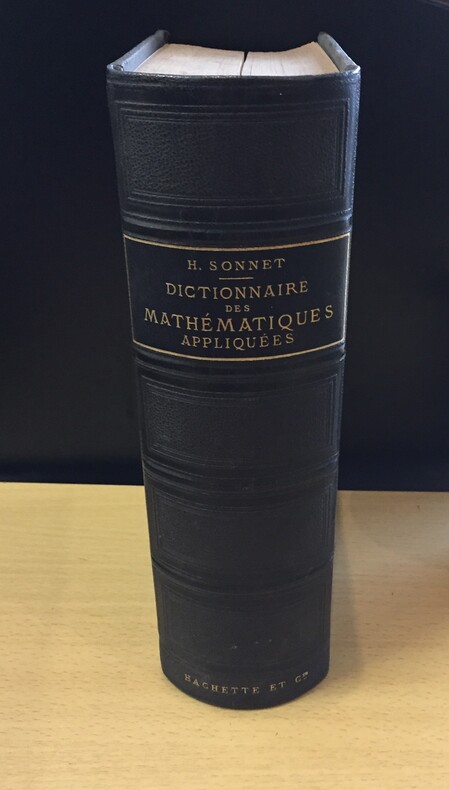 H. SONNET
DICTIONNAIRE
DES
MATHÉMATIQUES
APPLIQUÉES
HACHETTE ET Cie